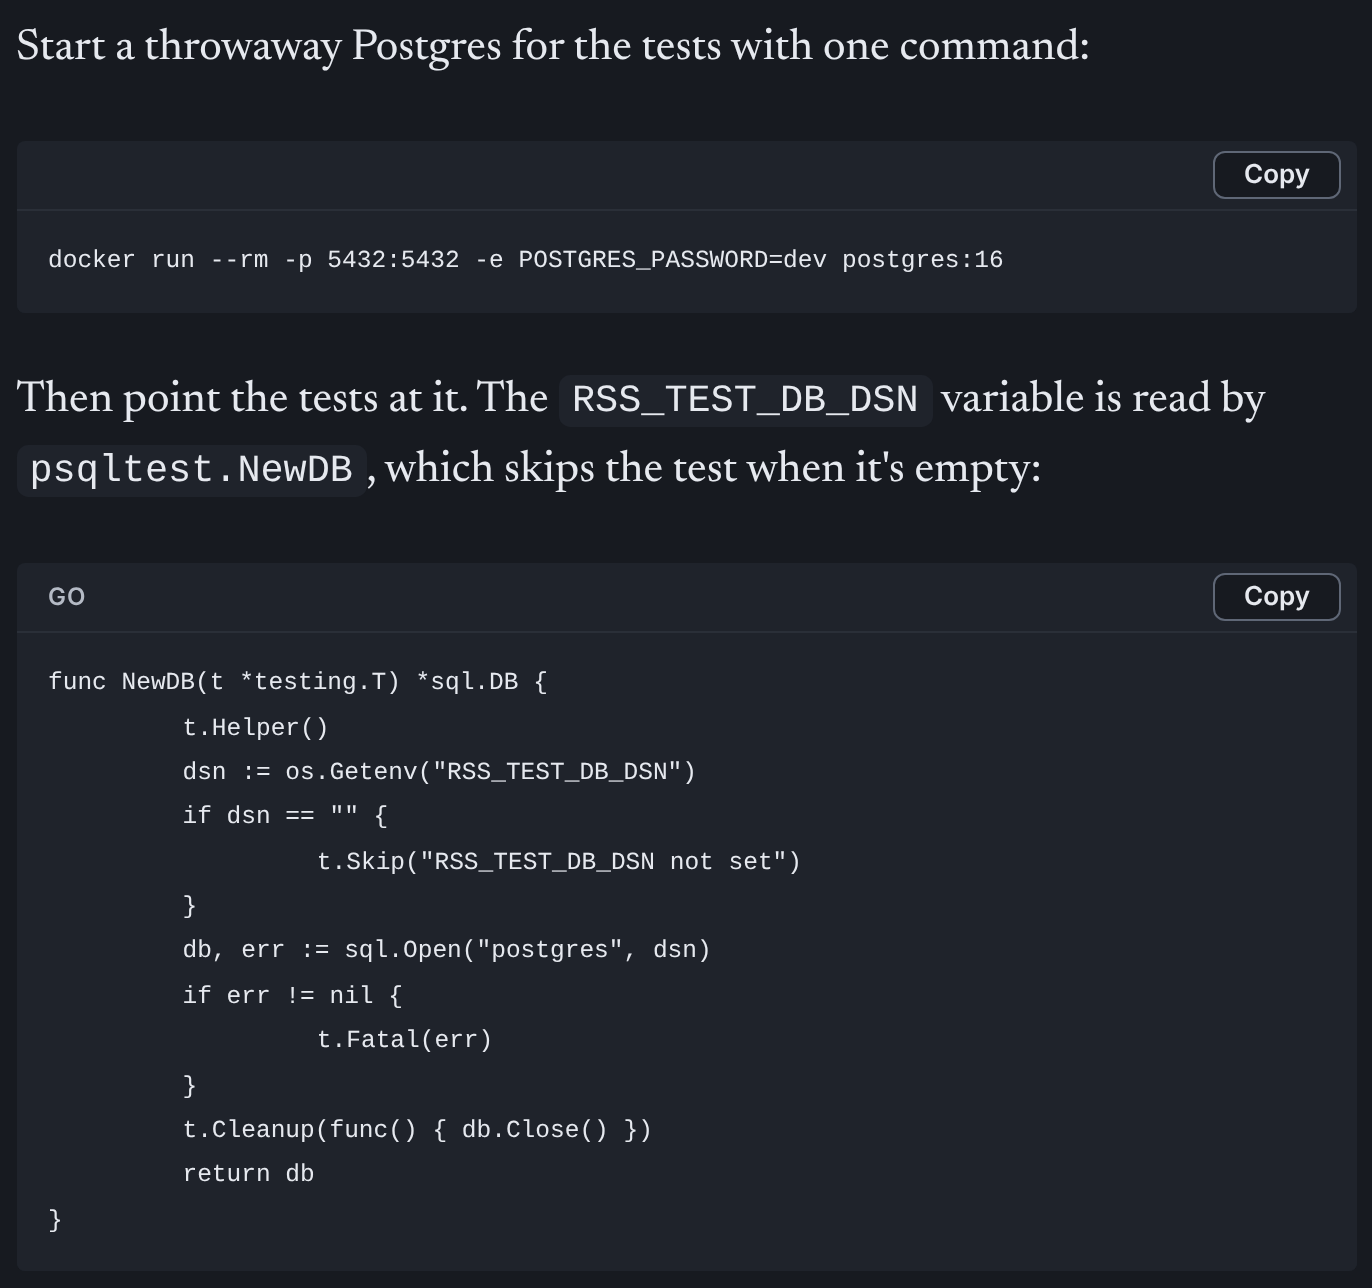 Start a throwaway Postgres for the tests with one command:
Copy
docker run --rm -p 5432:5432 -e POSTGRES_PASSWORD=dev postgres:16
Then point the tests at it. The RSS_TEST_DB_DSN variable is read by
psqltest.NewDB, which skips the test when it's empty:
GO
Copy
func NewDB(t *testing.T) *sql.DB {
	t.Helper()
	dsn := os.Getenv("RSS_TEST_DB_DSN")
	if dsn == "" {
		t.Skip("RSS_TEST_DB_DSN not set")
	}
	db, err := sql.Open("postgres", dsn)
	if err != nil {
		t.Fatal(err)
	}
	t.Cleanup(func() { db.Close() })
	return db
}